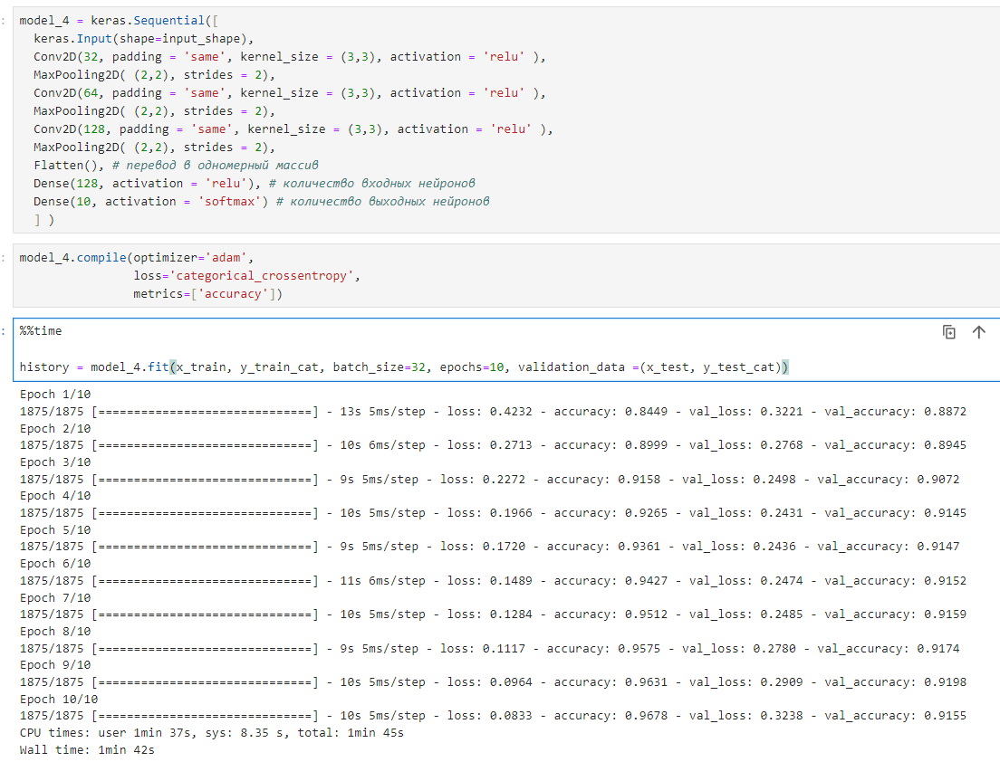 model_4 = keras.Sequential([
keras.Input(shape=input_shape),
Conv2D(32, padding = 'same', kernel_size = (3,3), activation = 'relu' ),
MaxPooling2D( (2,2), strides = 2),
Conv2D(64, padding = 'same', kernel_size = (3,3), activation = 'relu' ),
MaxPooling2D( (2,2), strides = 2),
Conv2D(128, padding = 'same', kernel_size = (3,3), activation = 'relu' ),
MaxPooling2D( (2,2), strides = 2),
Flatten(), # перевод в одномерный массив
Dense(128, activation = 'relu'), # количество входных нейронов
Dense(10, activation = 'softmax') # количество выходных нейронов
] )
model_4.compile(optimizer='adam',
loss='categorical_crossentropy',
metrics=['accuracy'])
%%time
history = model_4.fit(x_train, y_train_cat, batch_size=32, epochs=10, validation_data =(x_test, y_test_cat))
Epoch 1/10
1875/1875 [==============================] - 13s 5ms/step - loss: 0.4232 - accuracy: 0.8449 - val_loss: 0.3221 - val_accuracy: 0.8872
Epoch 2/10
1875/1875 [==============================] - 10s 6ms/step - loss: 0.2713 - accuracy: 0.8999 - val_loss: 0.2768 - val_accuracy: 0.8945
Epoch 3/10
1875/1875 [==============================] - 9s 5ms/step - loss: 0.2272 - accuracy: 0.9158 - val_loss: 0.2498 - val_accuracy: 0.9072
Epoch 4/10
1875/1875 [==============================] - 10s 5ms/step - loss: 0.1966 - accuracy: 0.9265 - val_loss: 0.2431 - val_accuracy: 0.9145
Epoch 5/10
1875/1875 [==============================] - 9s 5ms/step - loss: 0.1720 - accuracy: 0.9361 - val_loss: 0.2436 - val_accuracy: 0.9147
Epoch 6/10
1875/1875 [==============================] - 11s 6ms/step - loss: 0.1489 - accuracy: 0.9427 - val_loss: 0.2474 - val_accuracy: 0.9152
Epoch 7/10
1875/1875 [==============================] - 10s 5ms/step - loss: 0.1284 - accuracy: 0.9512 - val_loss: 0.2485 - val_accuracy: 0.9159
Epoch 8/10
1875/1875 [==============================] - 9s 5ms/step - loss: 0.1117 - accuracy: 0.9575 - val_loss: 0.2780 - val_accuracy: 0.9174
Epoch 9/10
1875/1875 [==============================] - 10s 5ms/step - loss: 0.0964 - accuracy: 0.9631 - val_loss: 0.2909 - val_accuracy: 0.9198
Epoch 10/10
1875/1875 [==============================] - 10s 5ms/step - loss: 0.0833 - accuracy: 0.9678 - val_loss: 0.3238 - val_accuracy: 0.9155
CPU times: user 1min 37s, sys: 8.35 s, total: 1min 45s
Wall time: 1min 42s